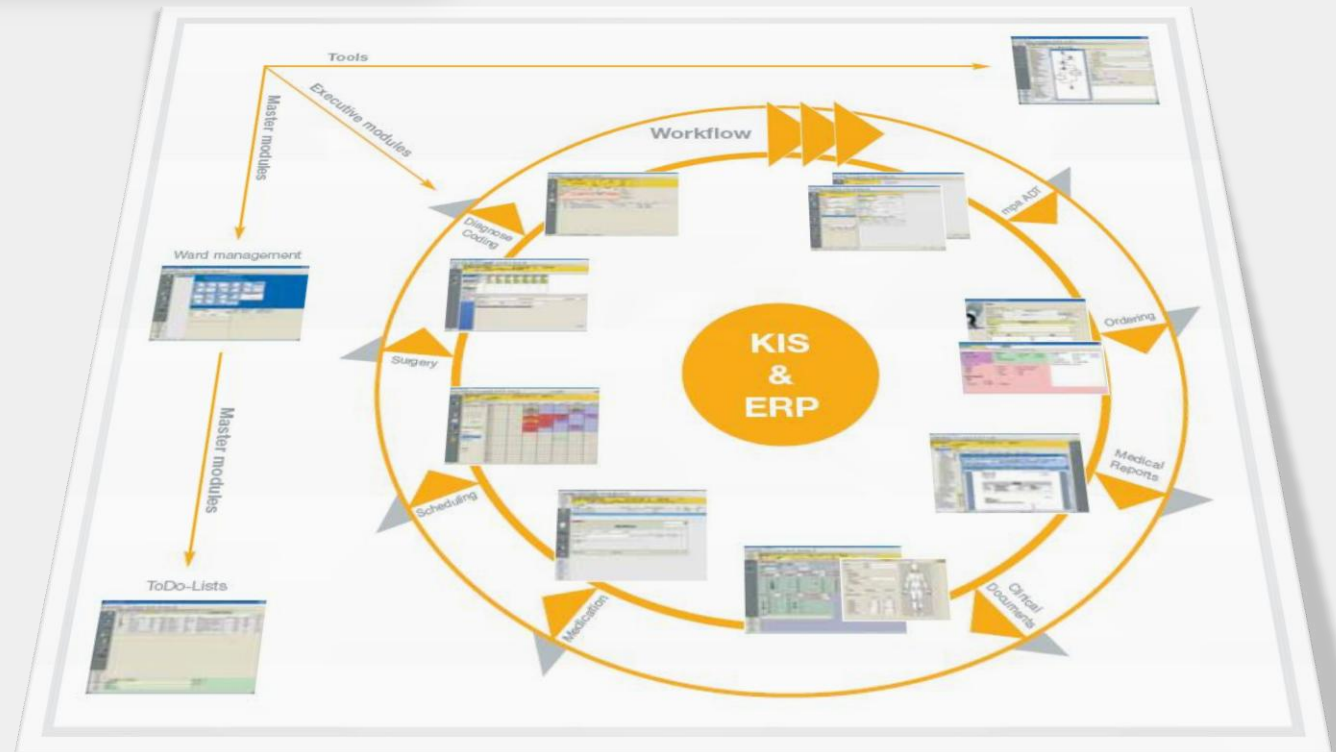 Tools
Executive modules
Master modules
Workflow
mpa ADT
Diagnose
Coding
Ward management
Ordering
KIS
&
ERP
Surgery
Master modules
Medical
Reports
Scheduling
Clinical
Documents
Medication
ToDo-Lists